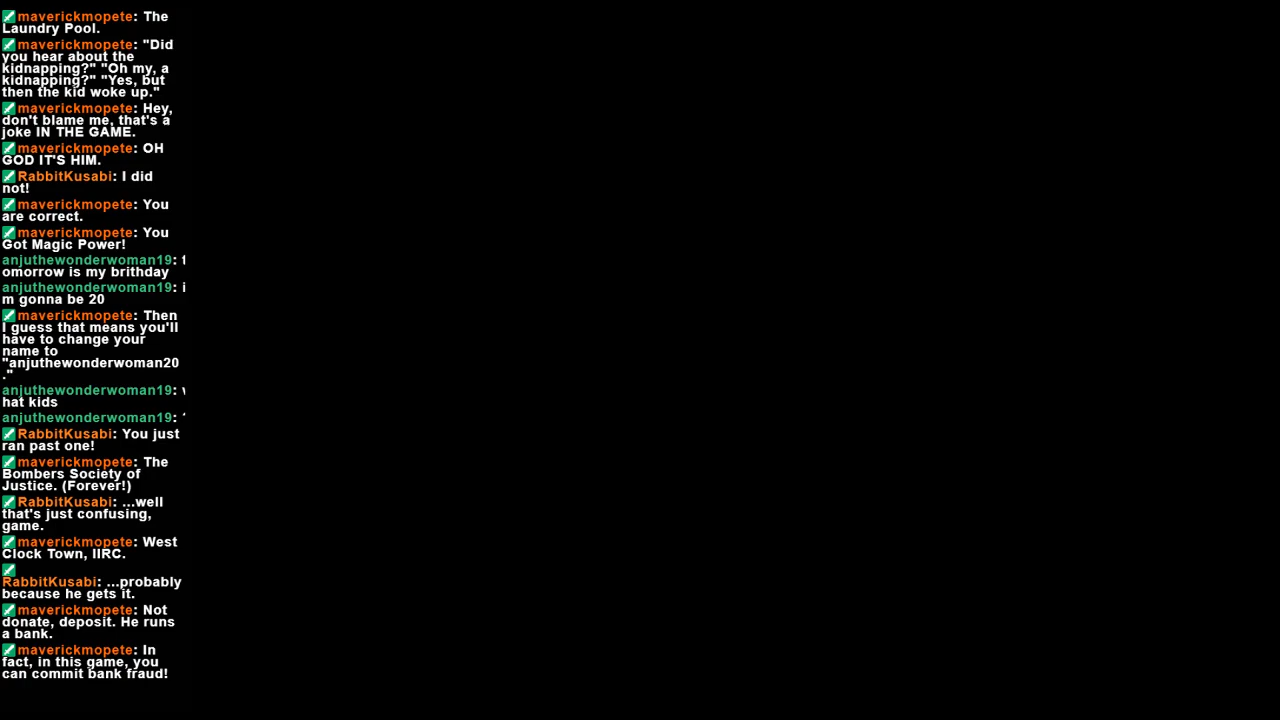 maverickmopete: The
Laundry Pool.
maverickmopete: "Did
you hear about the
kidnapping?" "Oh my, a
kidnapping?" "Yes, but
then the kid woke up."
maverickmopete: Hey,
don't blame me, that's a
joke IN THE GAME.
maverickmopete: OH
GOD IT'S HIM.
RabbitKusabi: I did
not!
maverickmopete: You
are correct.
maverickmopete: You
Got Magic Power!
anjuthewonderwoman19: t
omorrow is my brithday
anjuthewonderwoman19: i
m gonna be 20
maverickmopete: Then
I guess that means you'll
have to change your
name to
"anjuthewonderwoman20
."
anjuthewonderwoman19: w
hat kids
anjuthewonderwoman19:
RabbitKusabi: You just
ran past one!
maverickmopete: The
Bombers Society of
Justice. (Forever!)
RabbitKusabi: ...well
that's just confusing,
game.
maverickmopete: West
Clock Town, IIRC.
RabbitKusabi: ...probably
because he gets it.
maverickmopete: Not
donate, deposit. He runs
a bank.
maverickmopete: In
fact, in this game, you
can commit bank fraud!